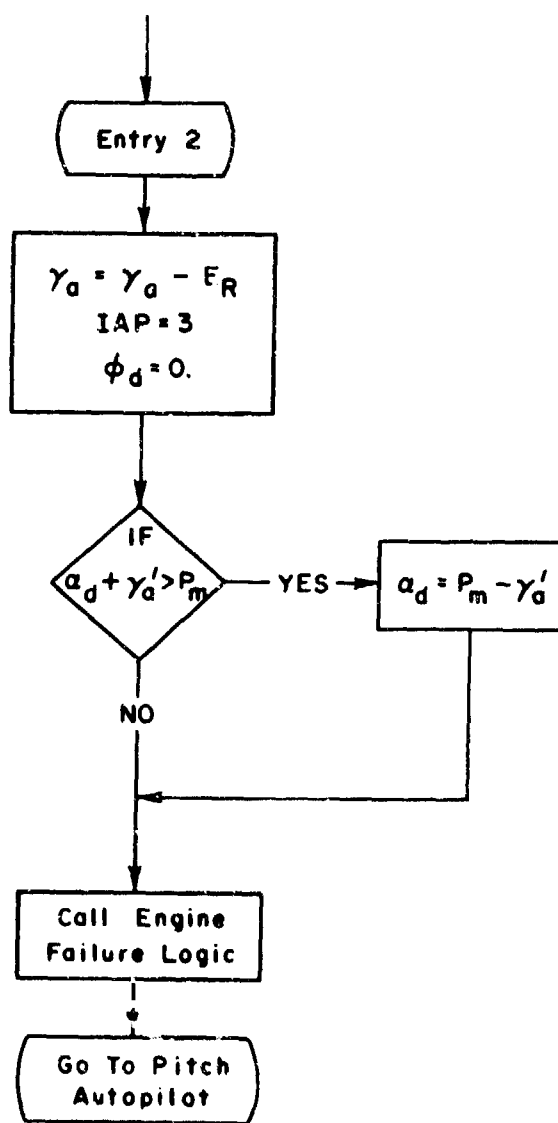 Entry 2
γa = γa - ER
IAP = 3
ϕd = 0.
IF
αd + γa' > Pm
YES
αd = Pm - γa'
NO
Call Engine
Failure Logic
Go To Pitch
Autopilot